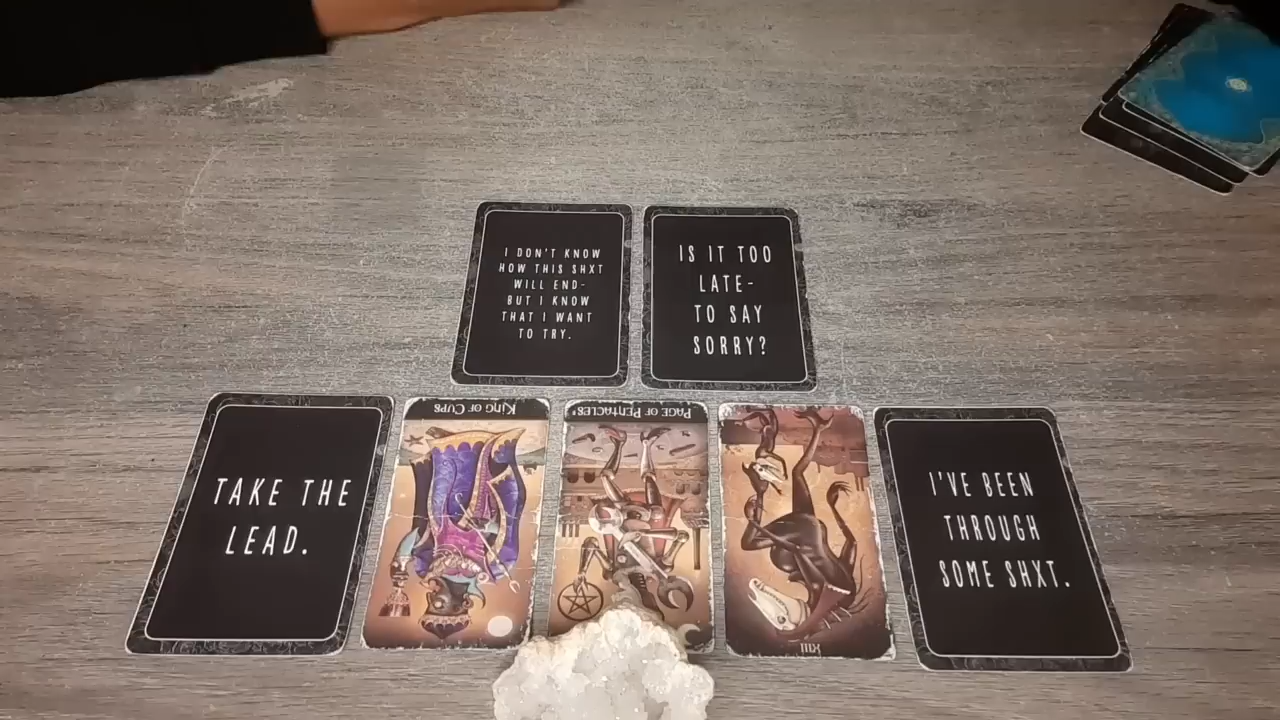 I DON'T KNOW
HOW THIS SHXT
WILL END-
BUT I KNOW
THAT I WANT
TO TRY.
IS IT TOO
LATE-
TO SAY
SORRY?
TAKE THE
LEAD.
KING OF CUPS
PAGE OF PENTACLES
XIII
I'VE BEEN
THROUGH
SOME SHXT.